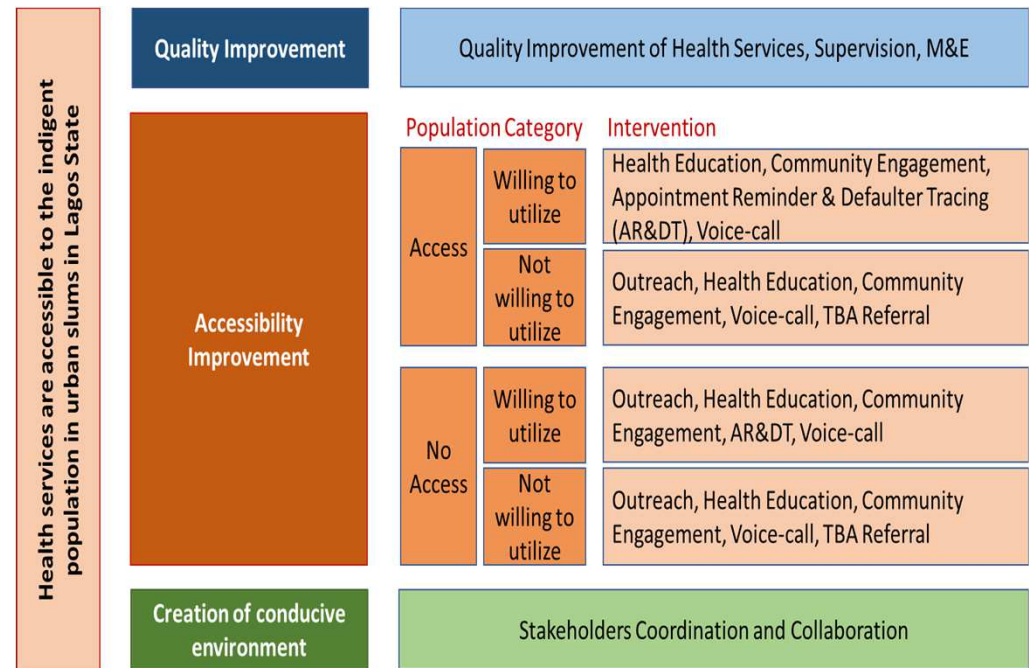 Health services are accessible to the indigent
population in urban slums in Lagos State
Quality Improvement
Quality Improvement of Health Services, Supervision, M&E
Accessibility
Improvement
Population Category
Intervention
Access
Willing to
utilize
Health Education, Community Engagement,
Appointment Reminder & Defaulter Tracing
(AR&DT), Voice-call
Not
willing to
utilize
Outreach, Health Education, Community
Engagement, Voice-call, TBA Referral
No
Access
Willing to
utilize
Outreach, Health Education, Community
Engagement, AR&DT, Voice-call
Not
willing to
utilize
Outreach, Health Education, Community
Engagement, Voice-call, TBA Referral
Creation of conducive
environment
Stakeholders Coordination and Collaboration